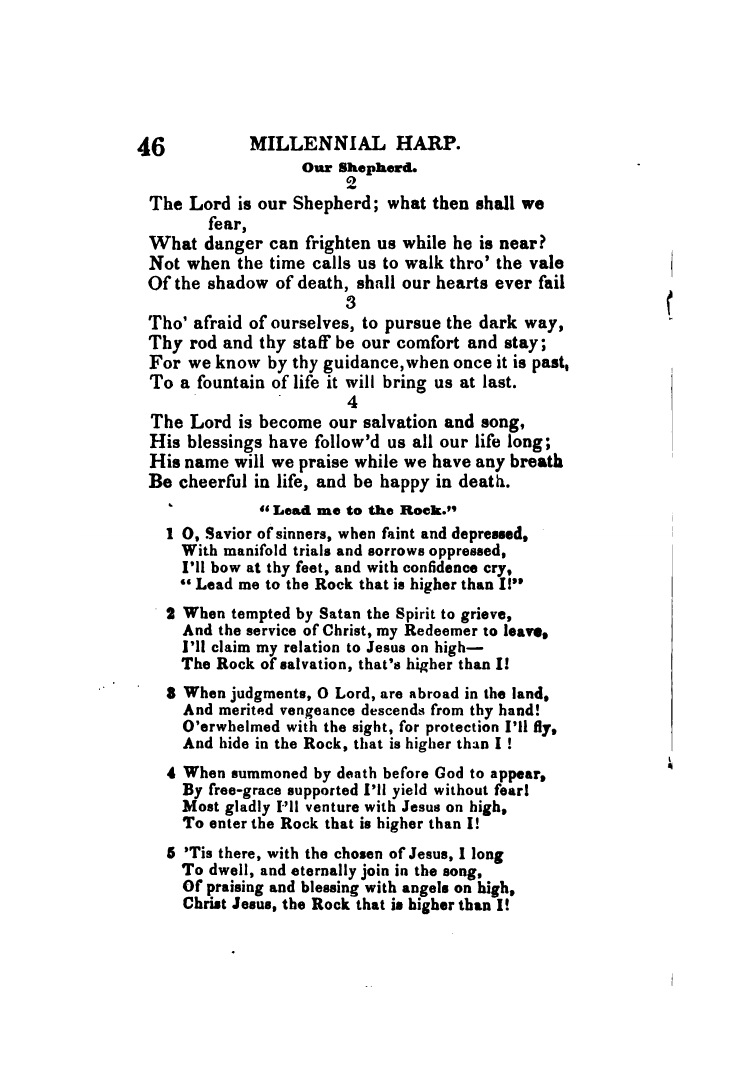 46 MILLENNIAL HARP.
Our Shepherd.
2
The Lord is our Shepherd; what then shall we
fear,
What danger can frighten us while he is near?
Not when the time calls us to walk thro' the vale
Of the shadow of death, shall our hearts ever fail
3
Tho' afraid of ourselves, to pursue the dark way,
Thy rod and thy staff be our comfort and stay;
For we know by thy guidance, when once it is past,
To a fountain of life it will bring us at last.
4
The Lord is become our salvation and song,
His blessings have follow'd us all our life long;
His name will we praise while we have any breath
Be cheerful in life, and be happy in death.
"Lead me to the Rock."
1 O, Savior of sinners, when faint and depressed,
With manifold trials and sorrows oppressed,
I'll bow at thy feet, and with confidence cry,
" Lead me to the Rock that is higher than I!"
2 When tempted by Satan the Spirit to grieve,
And the service of Christ, my Redeemer to leave,
I'll claim my relation to Jesus on high—
The Rock of salvation, that's higher than I!
3 When judgments, O Lord, are abroad in the land,
And merited vengeance descends from thy hand!
O'erwhelmed with the sight, for protection I'll fly,
And hide in the Rock, that is higher than I !
4 When summoned by death before God to appear,
By free-grace supported I'll yield without fear!
Most gladly I'll venture with Jesus on high,
To enter the Rock that is higher than I!
5 'Tis there, with the chosen of Jesus, I long
To dwell, and eternally join in the song,
Of praising and blessing with angels on high,
Christ Jesus, the Rock that is higher than I!